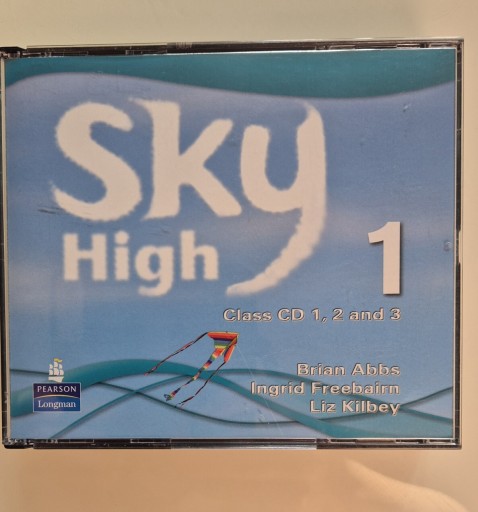 Sky
High
1
Class CD 1, 2 and 3
Brian Abbs
Ingrid Freebairn
Liz Kilbey
PEARSON
Longman